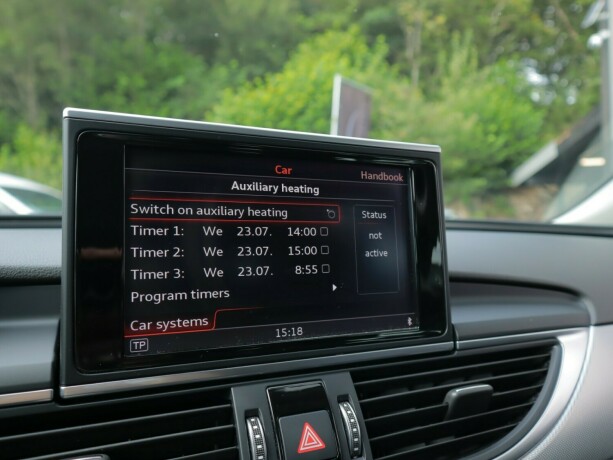 Car
Handbook
Auxiliary heating
Switch on auxiliary heating
Status
Timer 1: We 23.07. 14:00
not
Timer 2: We 23.07. 15:00
active
Timer 3: We 23.07. 8:55
Program timers
Car systems
TP
15:18